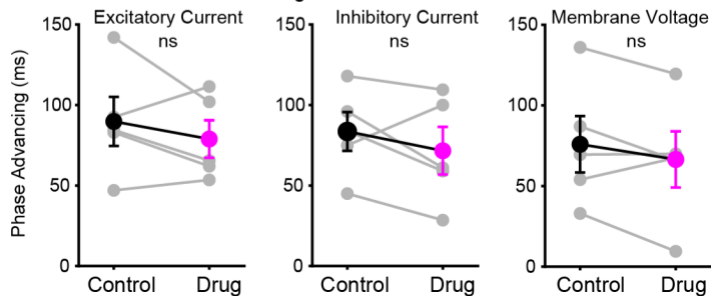 Excitatory Current
ns
Inhibitory Current
ns
Membrane Voltage
ns
Phase Advancing (ms)
150
100
50
0
Control Drug
150
100
50
0
Control Drug
150
100
50
0
Control Drug